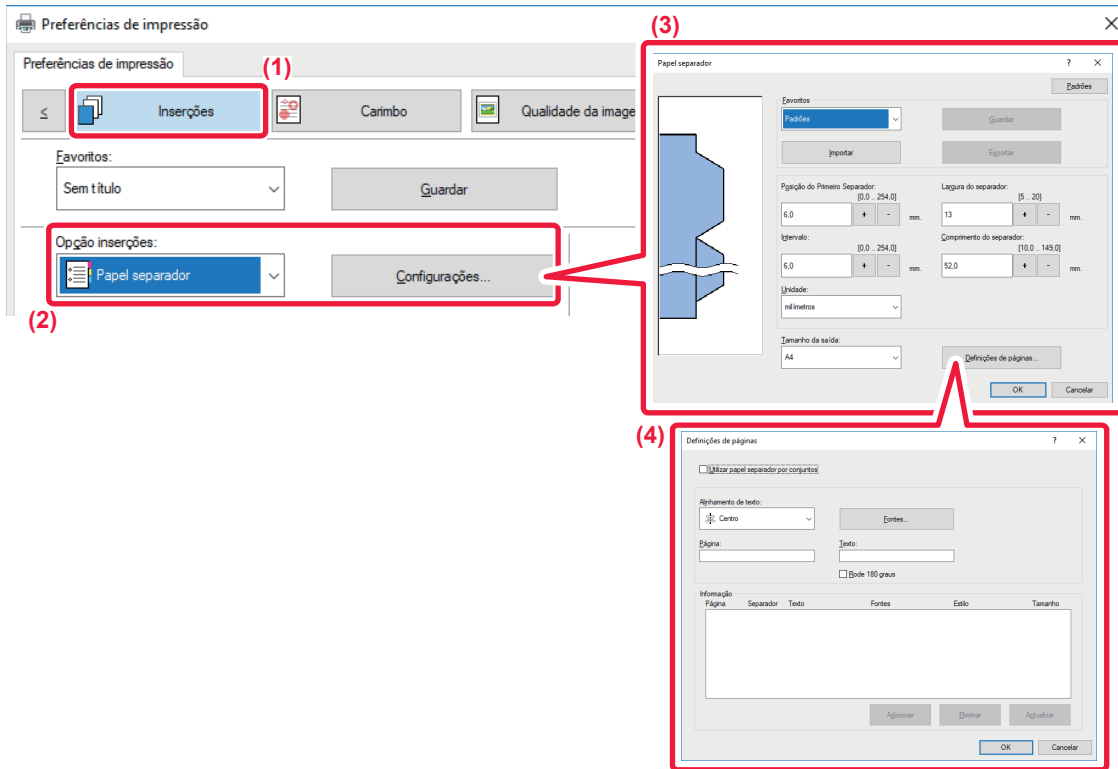 Preferências de impressão
Preferências de impressão
(1)
≤
Inserções
Carimbo
Qualidade da image
Favoritos:
Sem título
Guardar
Opção inserções:
Papel separador
Configurações...
(2)
(3)
Papel separador
?
Padrões
Favoritos
Padrões
Guardar
Importar
Exportar
Posição do Primeiro Separador:
[0,0 .. 254,0]
6,0
+ - mm.
Largura do separador:
[5 .. 20]
13
+ - mm.
Intervalo:
[0,0 .. 254,0]
6,0
+ - mm.
Comprimento do separador:
[10,0 .. 149,0]
52,0
+ - mm.
Unidade:
milímetros
Tamanho da saída:
A4
Definições de páginas...
OK
Cancelar
(4)
Definições de páginas
?
Utilizar papel separador por conjuntos
Alinhamento de texto:
Centro
Fontes...
Página:
Texto:
Rode 180 graus
Informação
Página Separador Texto Fontes Estilo Tamanho
Adicionar
Eliminar
Actualizar
OK
Cancelar